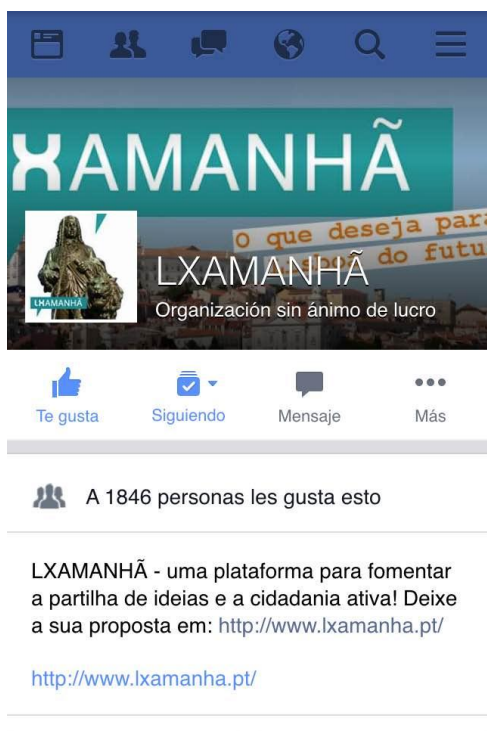 XAMANHÃ
O que deseja para
do futu
LXAMANHÃ
LXAMANHÃ
Organización sin ánimo de lucro
Te gusta
Siguiendo
Mensaje
Más
A 1846 personas les gusta esto
LXAMANHÃ - uma plataforma para fomentar
a partilha de ideias e a cidadania ativa! Deixe
a sua proposta em: http://www.lxamanha.pt/
http://www.lxamanha.pt/